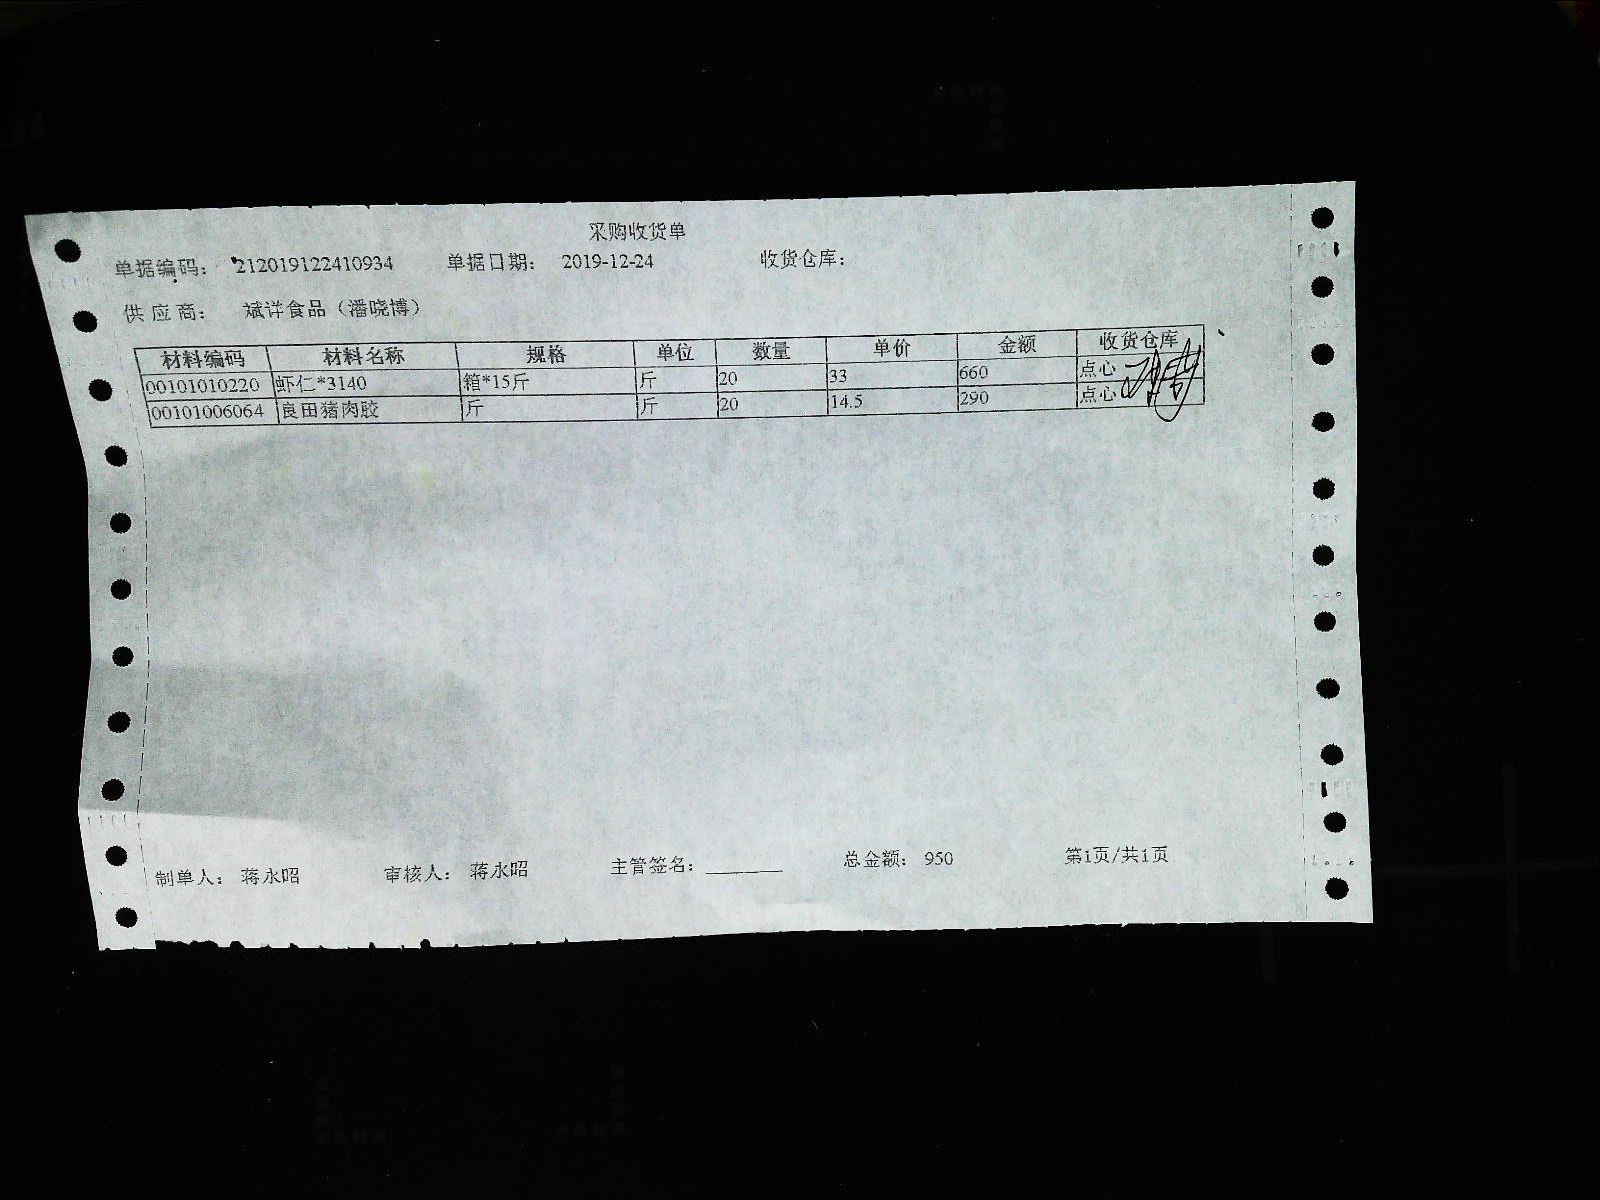 采购收货单
单据编码： 212019122410934 单据日期： 2019-12-24 收货仓库：
供 应 商： 斌详食品（潘晓博）
材料编码 材料名称 规格 单位 数量 单价 金额 收货仓库
00101010220 虾仁*3140 箱*15斤 斤 20 33 660 点心
00101006064 良田猪肉胶 斤 斤 20 14.5 290 点心
制单人： 蒋永昭 审核人： 蒋永昭 主管签名：________ 总金额： 950 第1页/共1页